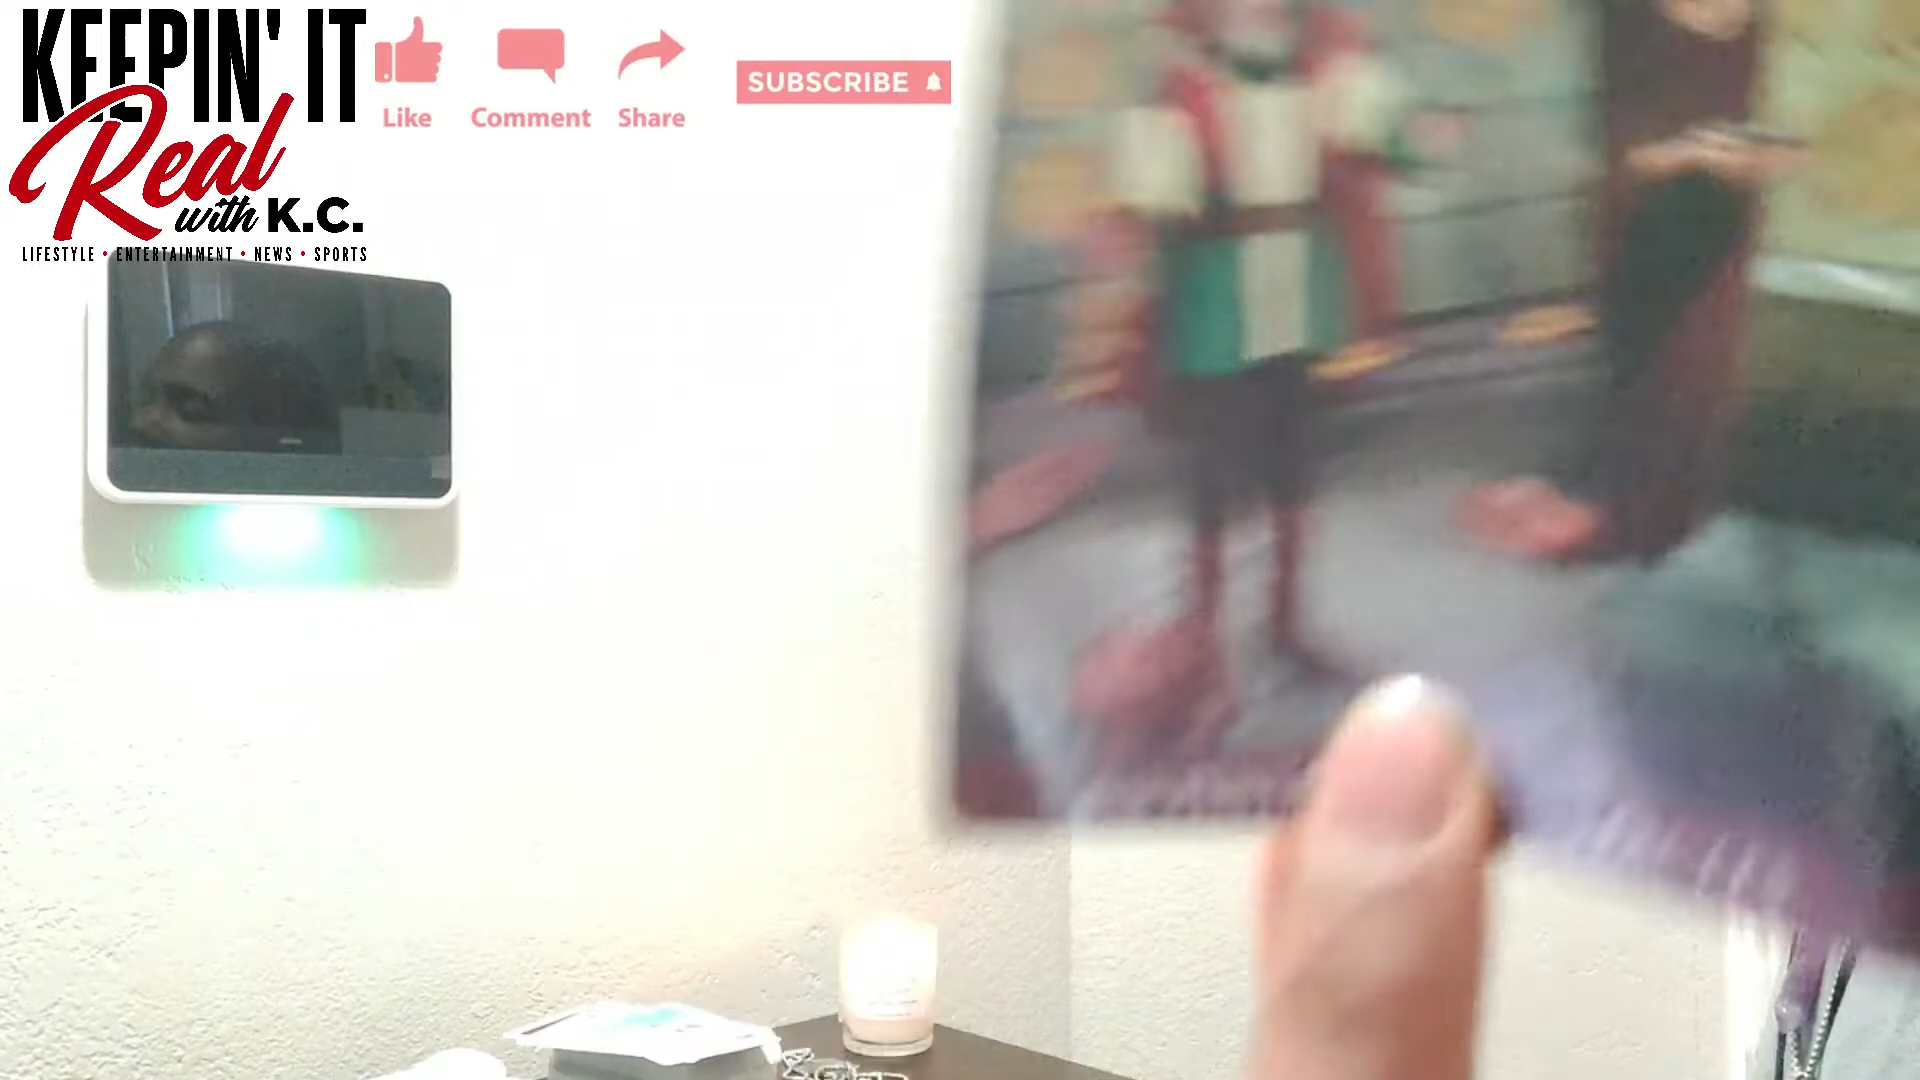 KEEPIN' IT
Real
with K.C.
LIFESTYLE • ENTERTAINMENT • NEWS • SPORTS
Like
Comment
Share
SUBSCRIBE